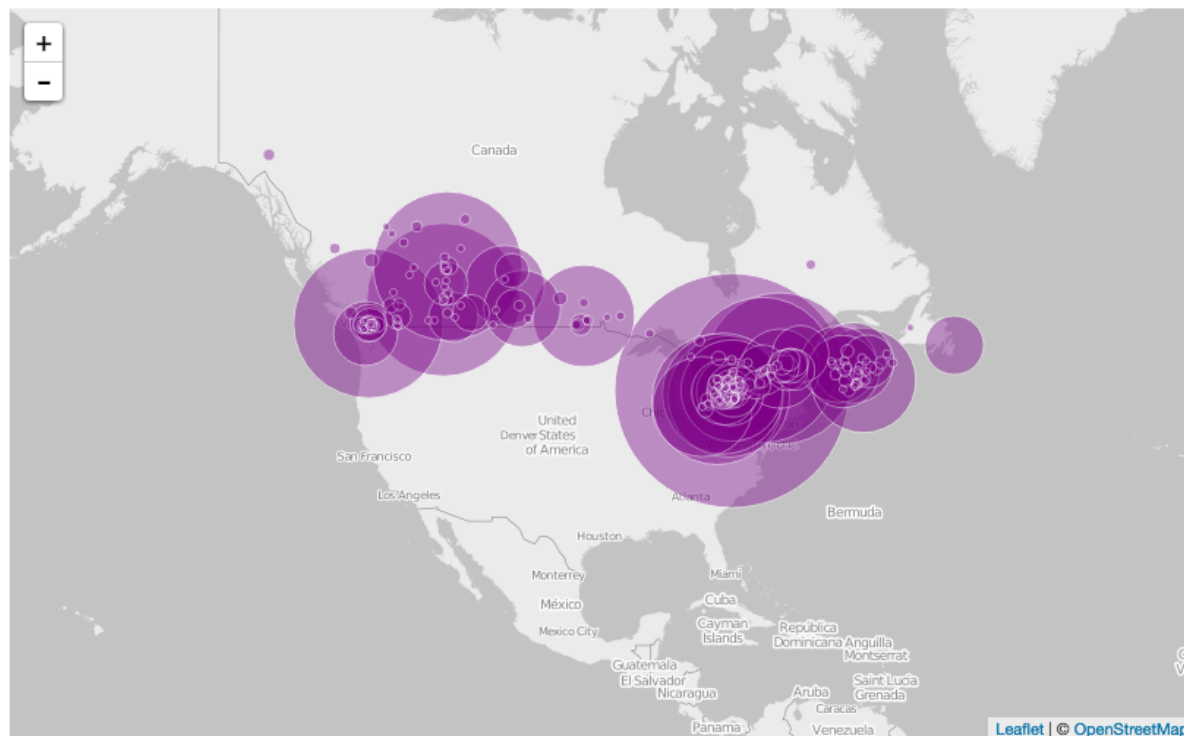 +
-
Canada
United
Denver States
of America
San Francisco
Los Angeles
Atlanta
Bermuda
Houston
Monterrey
Miami
México
Cuba
Mexico City
Cayman
Islands
República
Dominicana
Anguilla
Montserrat
Guatemala
El Salvador
Nicaragua
Saint Lucia
Grenada
Aruba
Caracas
Panama
Venezuela
Leaflet | © OpenStreetMap